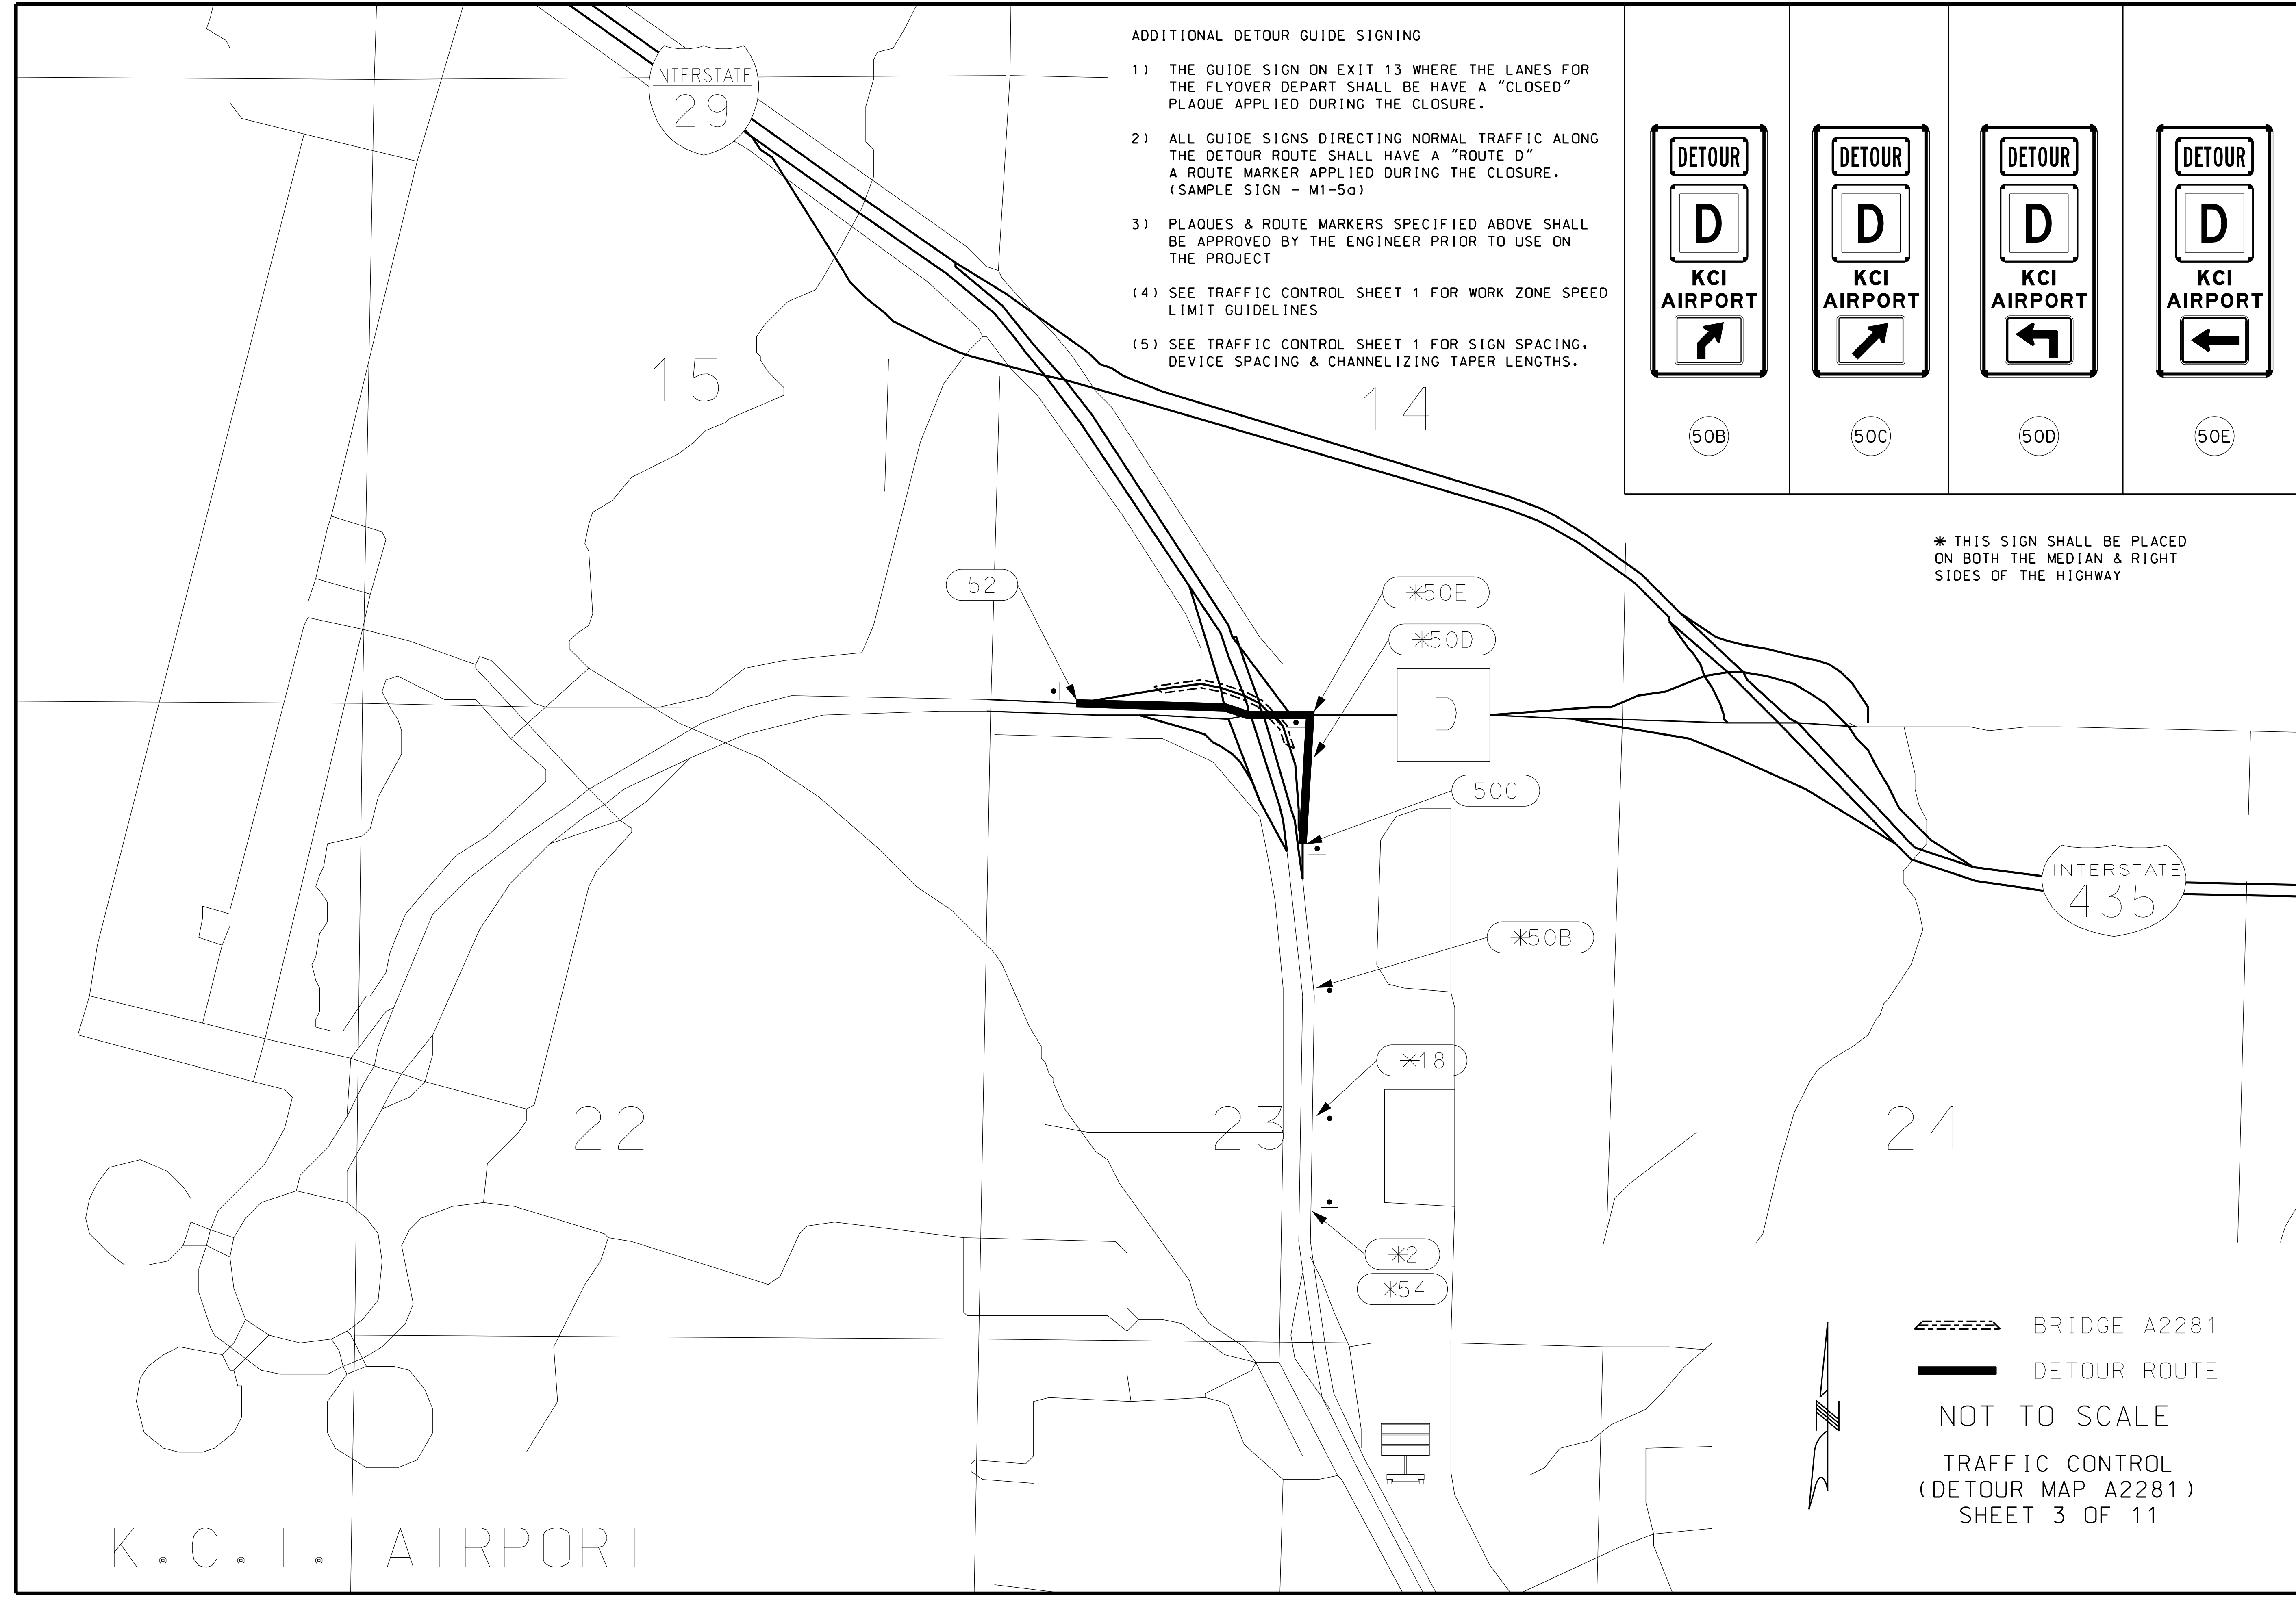 ADDITIONAL DETOUR GUIDE SIGNING
1) THE GUIDE SIGN ON EXIT 13 WHERE THE LANES FOR
THE FLYOVER DEPART SHALL BE HAVE A "CLOSED"
PLAQUE APPLIED DURING THE CLOSURE.
2) ALL GUIDE SIGNS DIRECTING NORMAL TRAFFIC ALONG
THE DETOUR ROUTE SHALL HAVE A "ROUTE D"
A ROUTE MARKER APPLIED DURING THE CLOSURE.
(SAMPLE SIGN - M1-5a)
3) PLAQUES & ROUTE MARKERS SPECIFIED ABOVE SHALL
BE APPROVED BY THE ENGINEER PRIOR TO USE ON
THE PROJECT
(4) SEE TRAFFIC CONTROL SHEET 1 FOR WORK ZONE SPEED
LIMIT GUIDELINES
(5) SEE TRAFFIC CONTROL SHEET 1 FOR SIGN SPACING,
DEVICE SPACING & CHANNELIZING TAPER LENGTHS.
DETOUR
D
KCI
AIRPORT
50B
DETOUR
D
KCI
AIRPORT
50C
DETOUR
D
KCI
AIRPORT
50D
DETOUR
D
KCI
AIRPORT
50E
* THIS SIGN SHALL BE PLACED
ON BOTH THE MEDIAN & RIGHT
SIDES OF THE HIGHWAY
INTERSTATE
29
15
14
52
*50E
*50D
D
50C
INTERSTATE
435
*50B
*18
22
23
24
*2
*54
BRIDGE A2281
DETOUR ROUTE
N
NOT TO SCALE
TRAFFIC CONTROL
(DETOUR MAP A2281)
SHEET 3 OF 11
K.C.I. AIRPORT